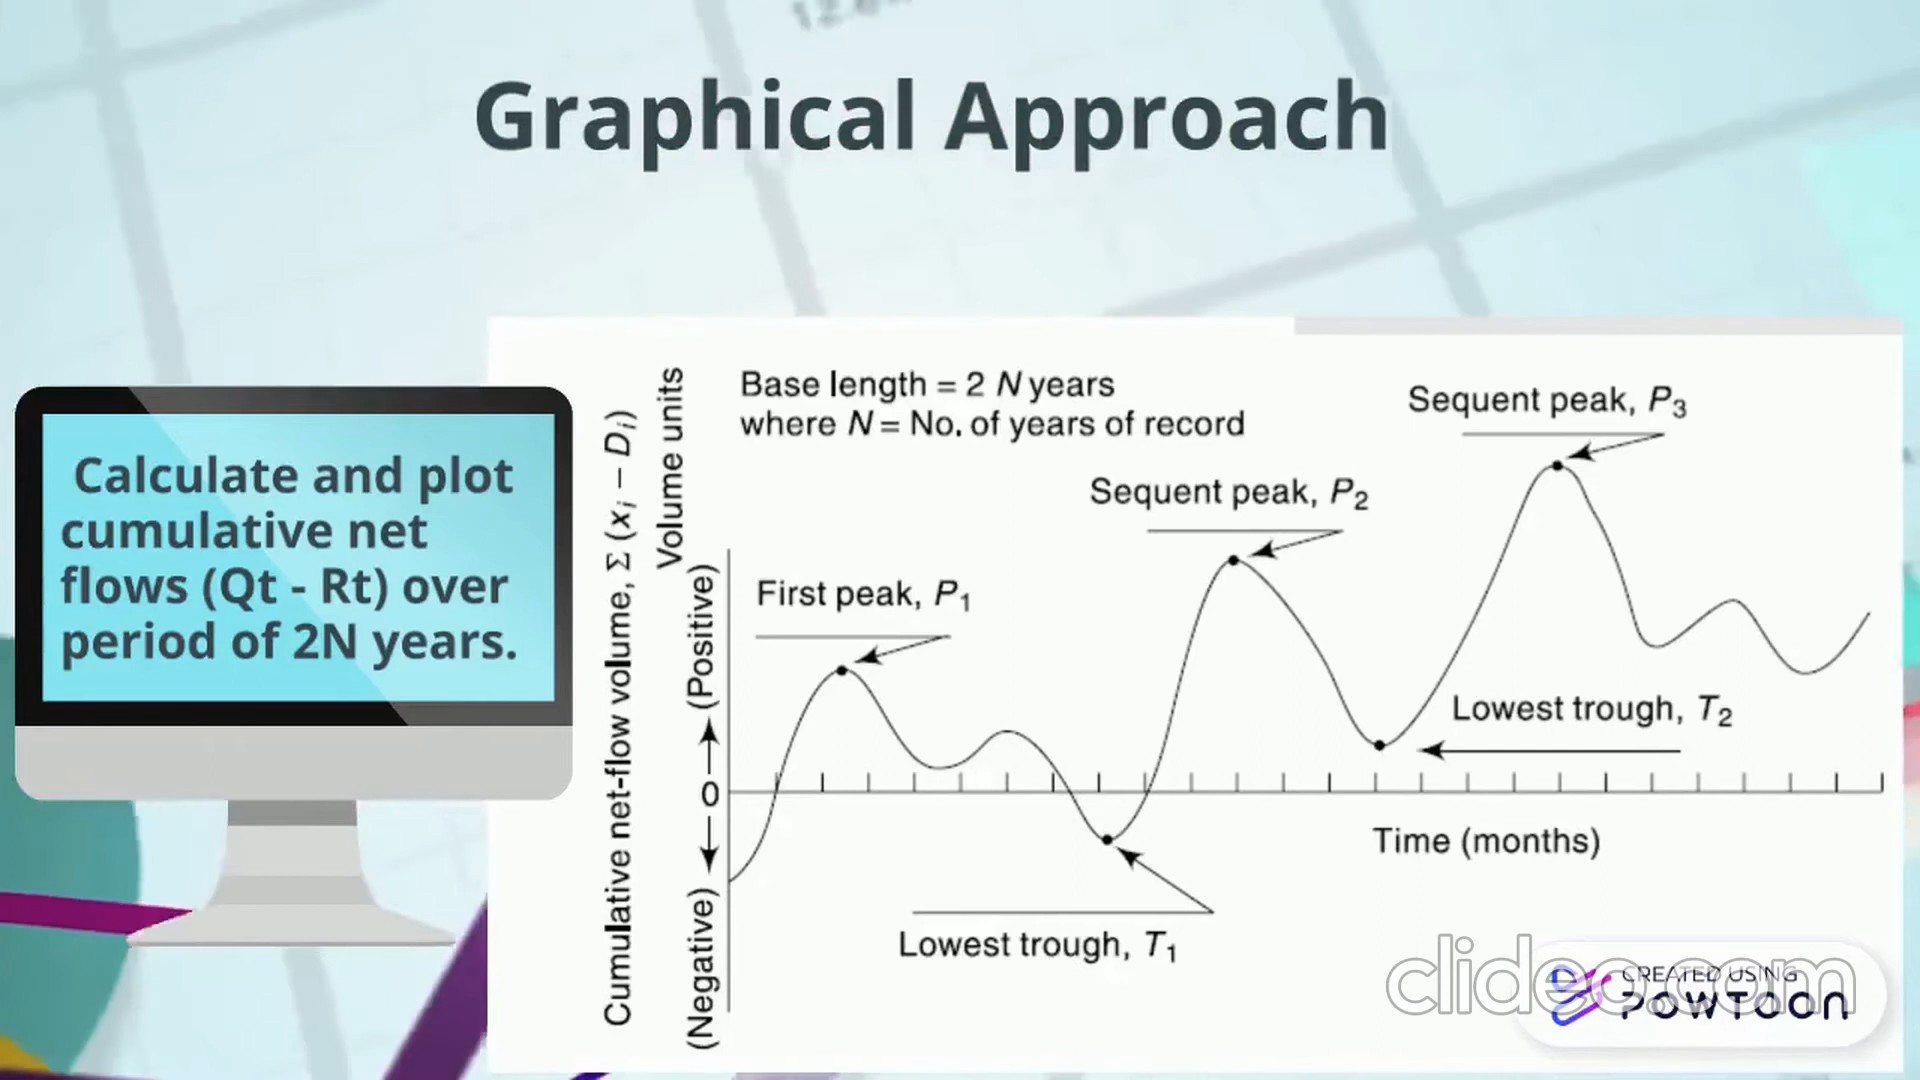 Graphical Approach
Calculate and plot
cumulative net
flows (Qt - Rt) over
period of 2N years.
Cumulative net-flow volume, Σ (xᵢ – Dᵢ)
Volume units
(Positive)
0
(Negative)
Base length = 2 N years
where N = No. of years of record
First peak, P₁
Sequent peak, P₂
Sequent peak, P₃
Lowest trough, T₂
Time (months)
Lowest trough, T₁
clideo.com
CREATED USING
POWTOON